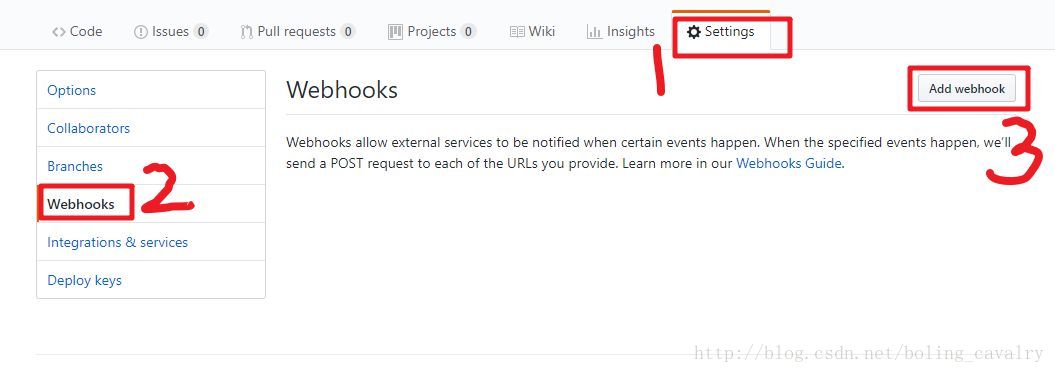 Code Issues 0 Pull requests 0 Projects 0 Wiki Insights Settings
1
Options
Collaborators
Branches
Webhooks
2
Integrations & services
Deploy keys
Webhooks
Add webhook
3
Webhooks allow external services to be notified when certain events happen. When the specified events happen, we'll
send a POST request to each of the URLs you provide. Learn more in our Webhooks Guide.
http://blog.csdn.net/boling_cavalry